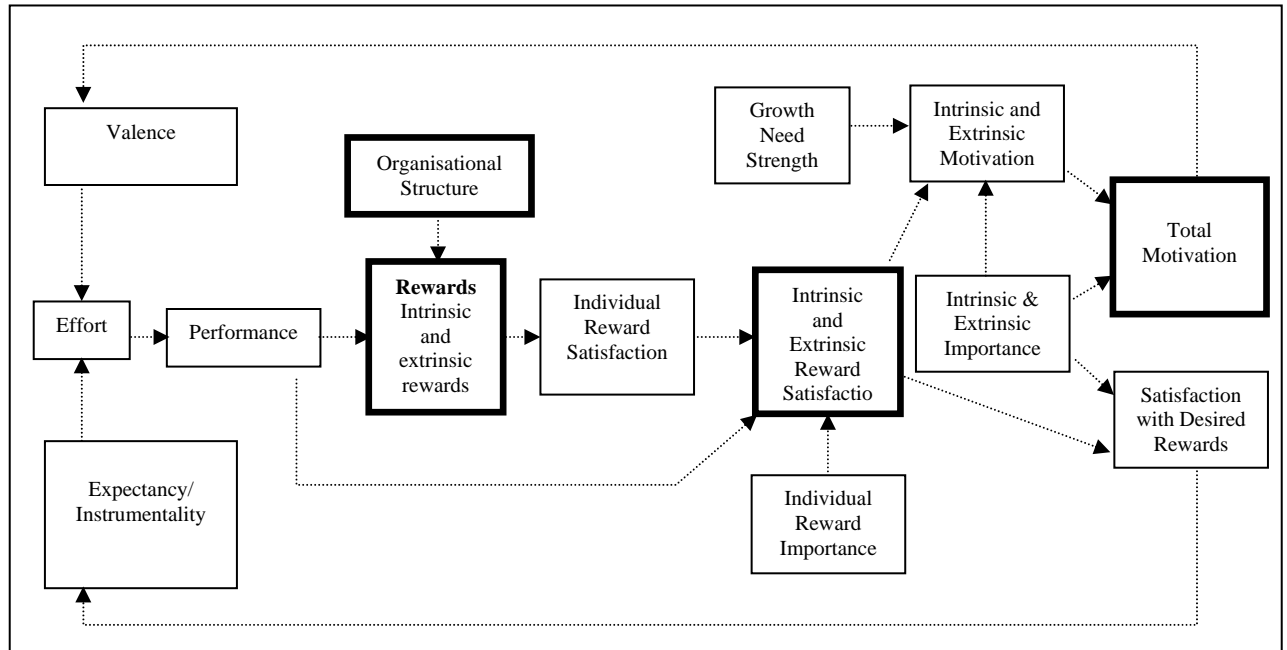 Valence
Organisational
Structure
Growth
Need
Strength
Intrinsic and
Extrinsic
Motivation
Total
Motivation
Effort
Performance
Rewards
Intrinsic
and
extrinsic
rewards
Individual
Reward
Satisfaction
Intrinsic
and
Extrinsic
Reward
Satisfactio
Intrinsic &
Extrinsic
Importance
Satisfaction
with Desired
Rewards
Expectancy/
Instrumentality
Individual
Reward
Importance